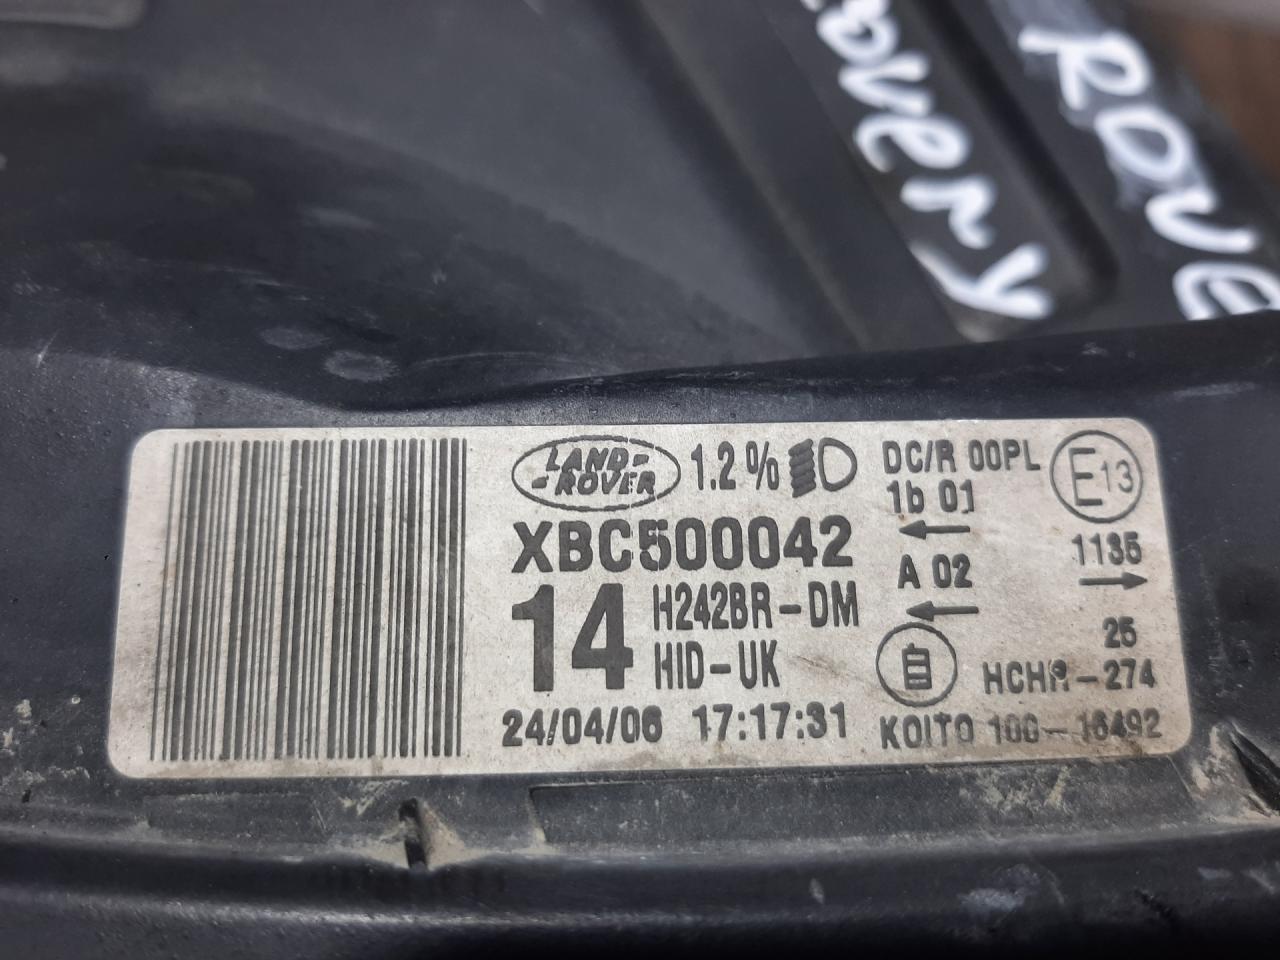 overy
ROVE
LAND-
-ROVER
1.2%
DC/R 00PL
1b 01
E13
XBC500042
A 02
1135
14
H242BR-DM
HID-UK
25
HCHR-274
24/04/06 17:17:31
KOITO 100-16492